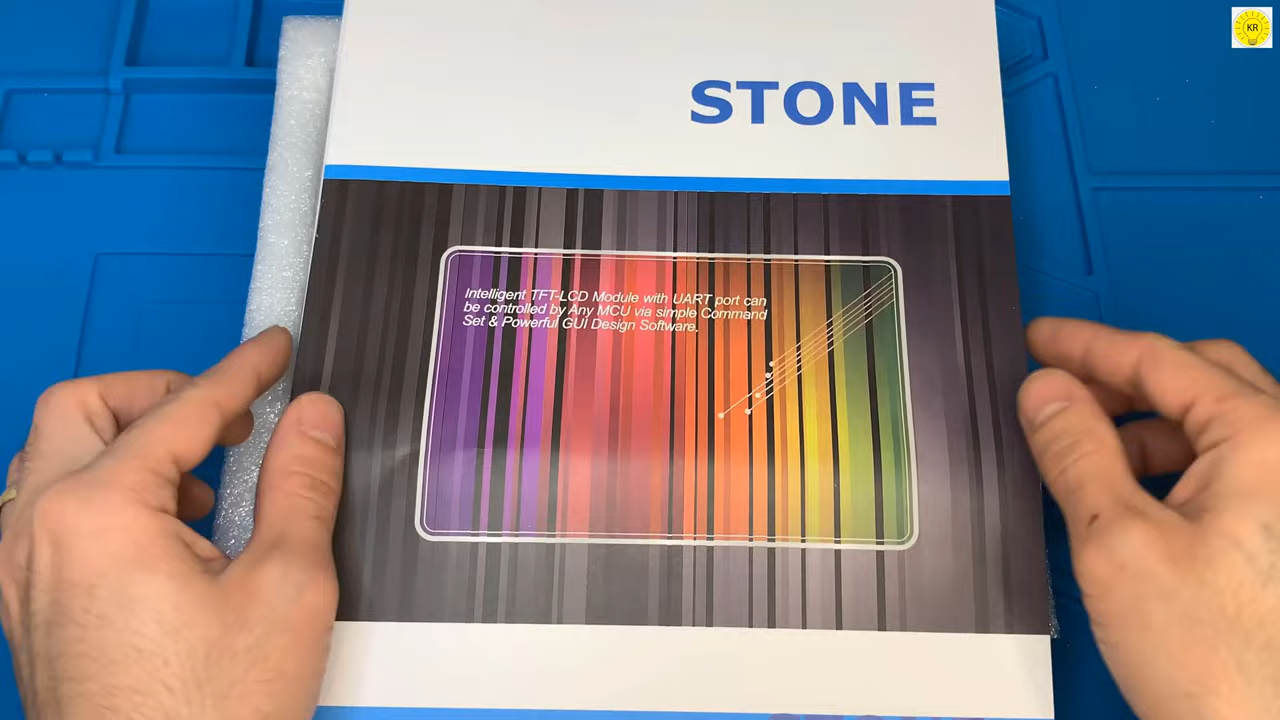 KR
STONE
Intelligent TFT-LCD Module with UART port can
be controlled by Any MCU via simple Command
Set & Powerful GUI Design Software.